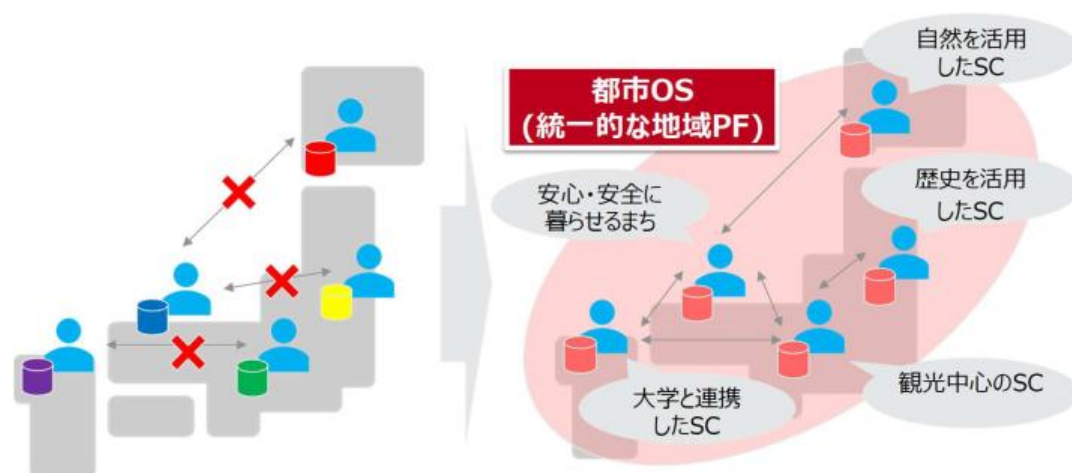 自然を活用
したSC
都市OS
(統一的な地域PF)
安心・安全に
暮らせるまち
歴史を活用
したSC
大学と連携
したSC
観光中心のSC